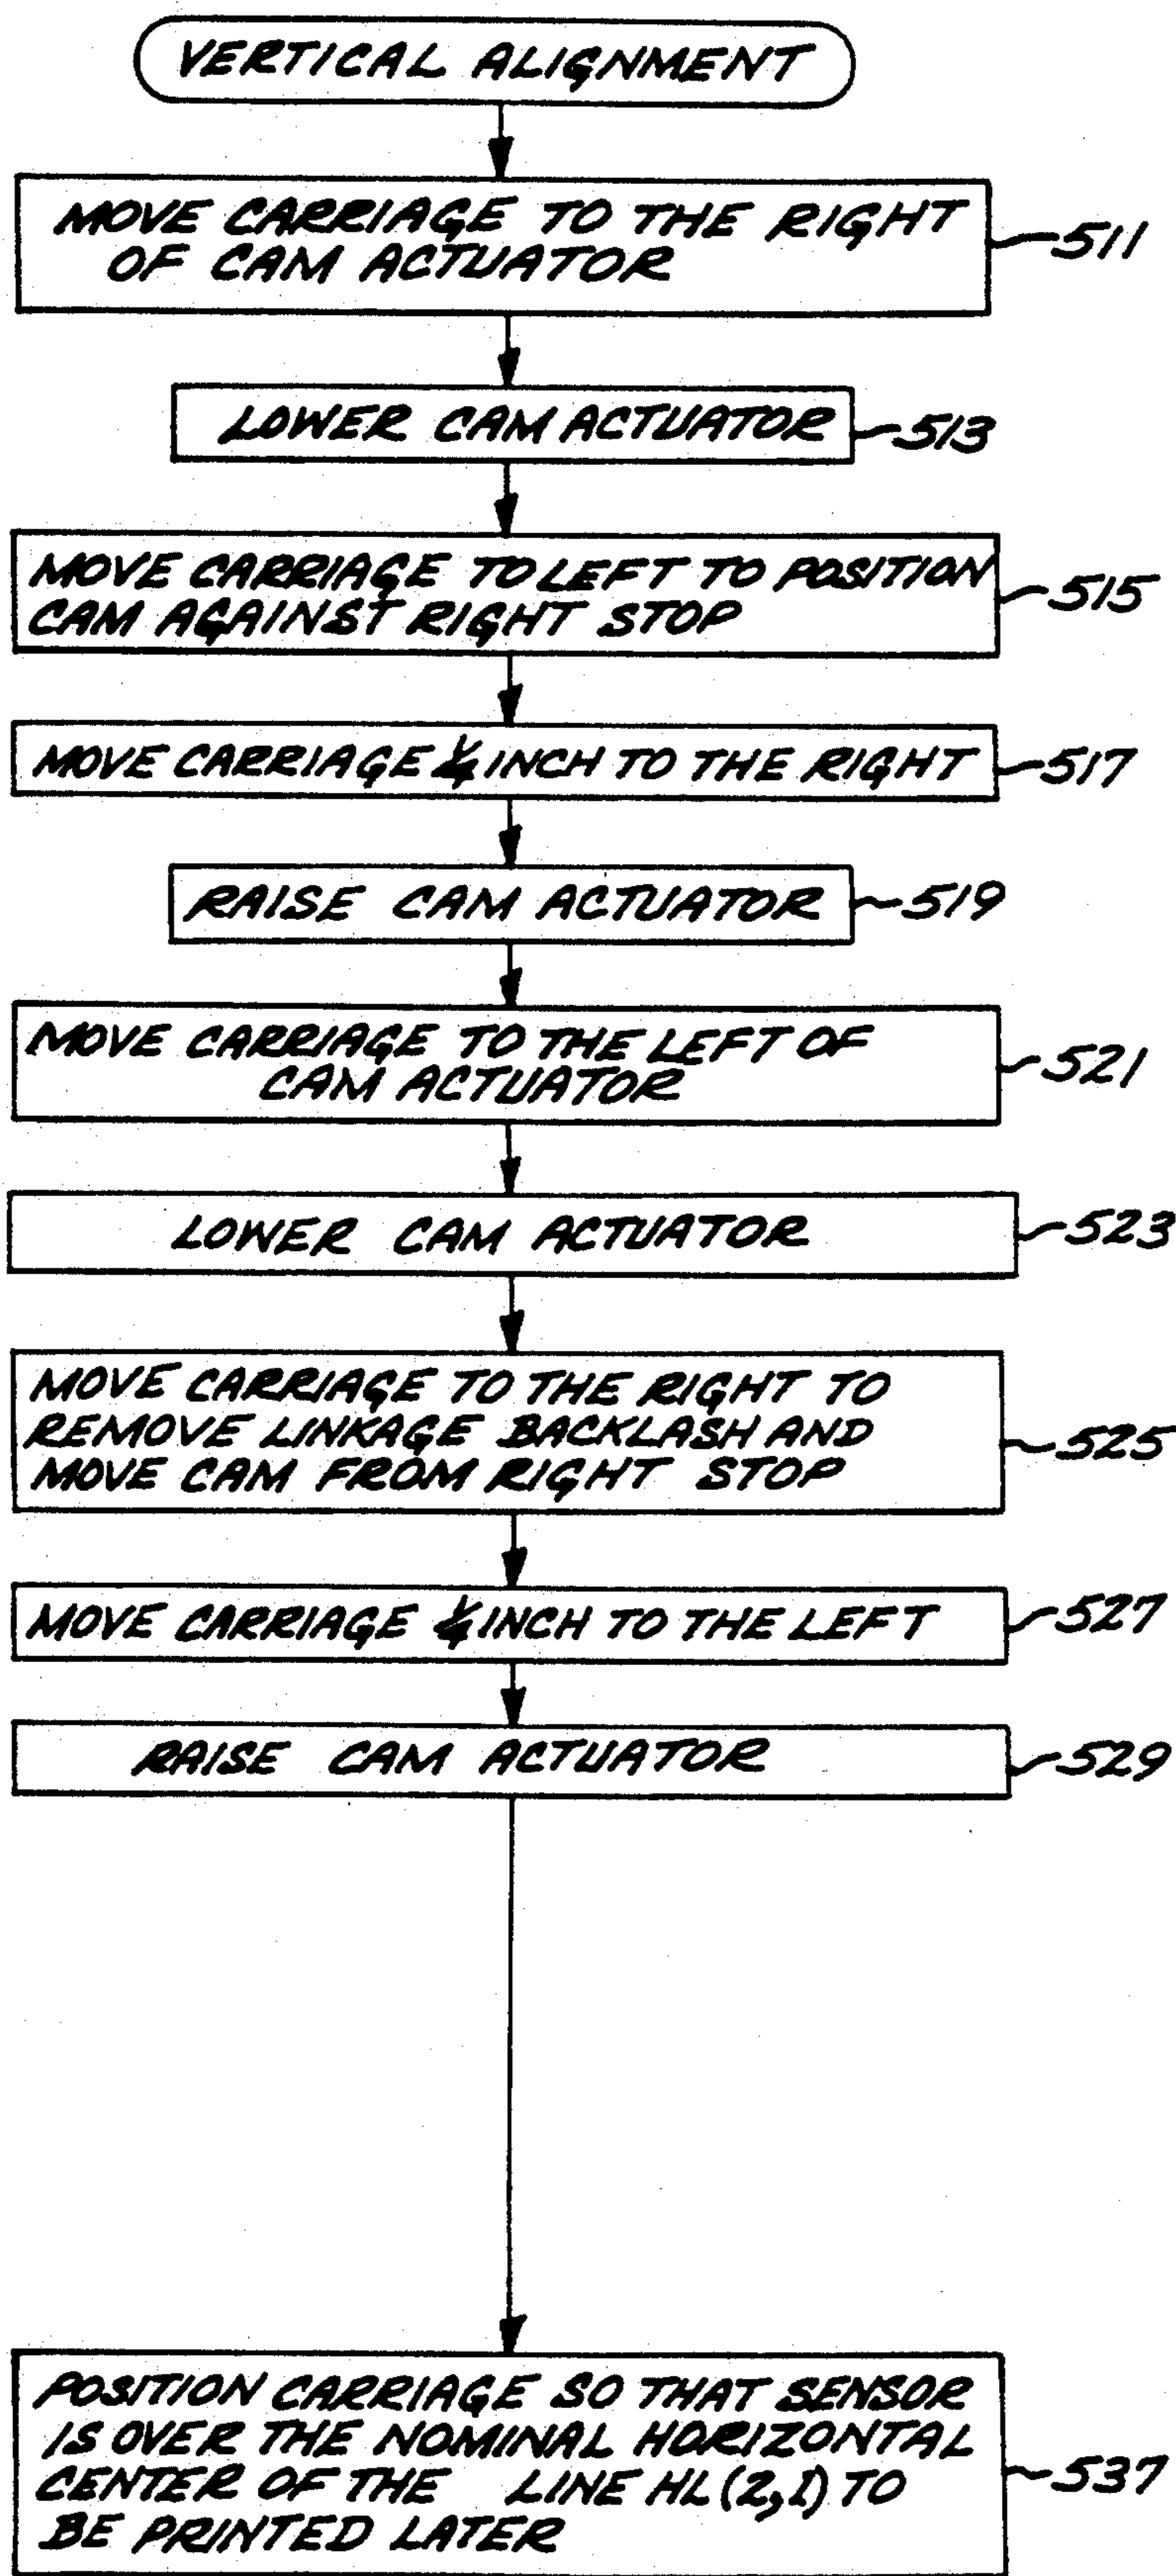 VERTICAL ALIGNMENT
MOVE CARRIAGE TO THE RIGHT
OF CAM ACTUATOR
511
LOWER CAM ACTUATOR
513
MOVE CARRIAGE TO LEFT TO POSITION
CAM AGAINST RIGHT STOP
515
MOVE CARRIAGE 1/4 INCH TO THE RIGHT
517
RAISE CAM ACTUATOR
519
MOVE CARRIAGE TO THE LEFT OF
CAM ACTUATOR
521
LOWER CAM ACTUATOR
523
MOVE CARRIAGE TO THE RIGHT TO
REMOVE LINKAGE BACKLASH AND
MOVE CAM FROM RIGHT STOP
525
MOVE CARRIAGE 1/4 INCH TO THE LEFT
527
RAISE CAM ACTUATOR
529
POSITION CARRIAGE SO THAT SENSOR
IS OVER THE NOMINAL HORIZONTAL
CENTER OF THE LINE HL(2,1) TO
BE PRINTED LATER
537